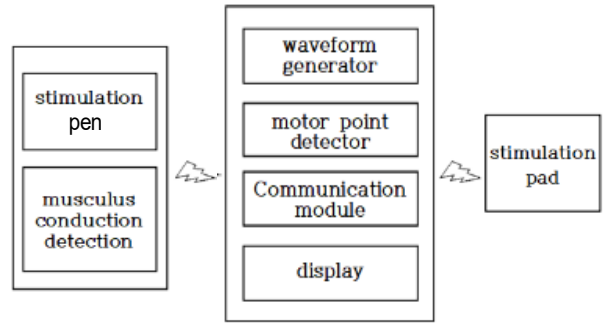 stimulation
pen
musculus
conduction
detection
waveform
generator
motor point
detector
Communication
module
display
stimulation
pad